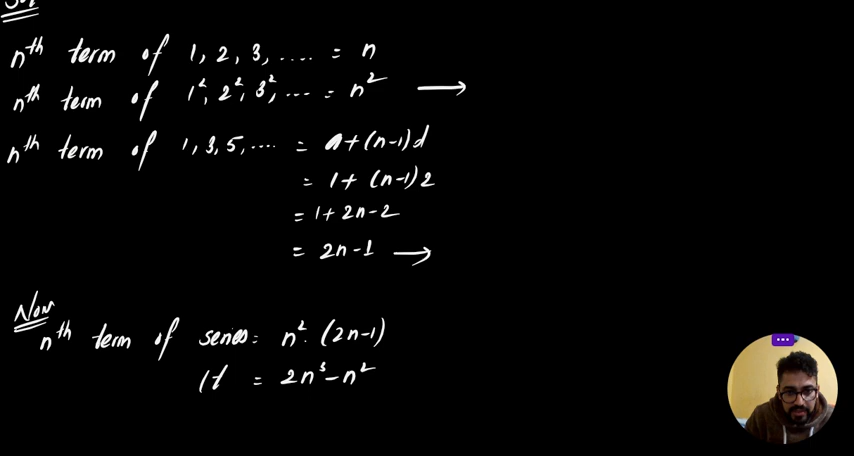 Sol
nth term of 1, 2, 3, ..... = n
nth term of 1², 2², 3², ... = n² →
nth term of 1, 3, 5, .... = a + (n-1)d
= 1 + (n-1)2
= 1 + 2n - 2
= 2n - 1 →
Now
nth term of series = n² · (2n-1)
= 2n³ - n²